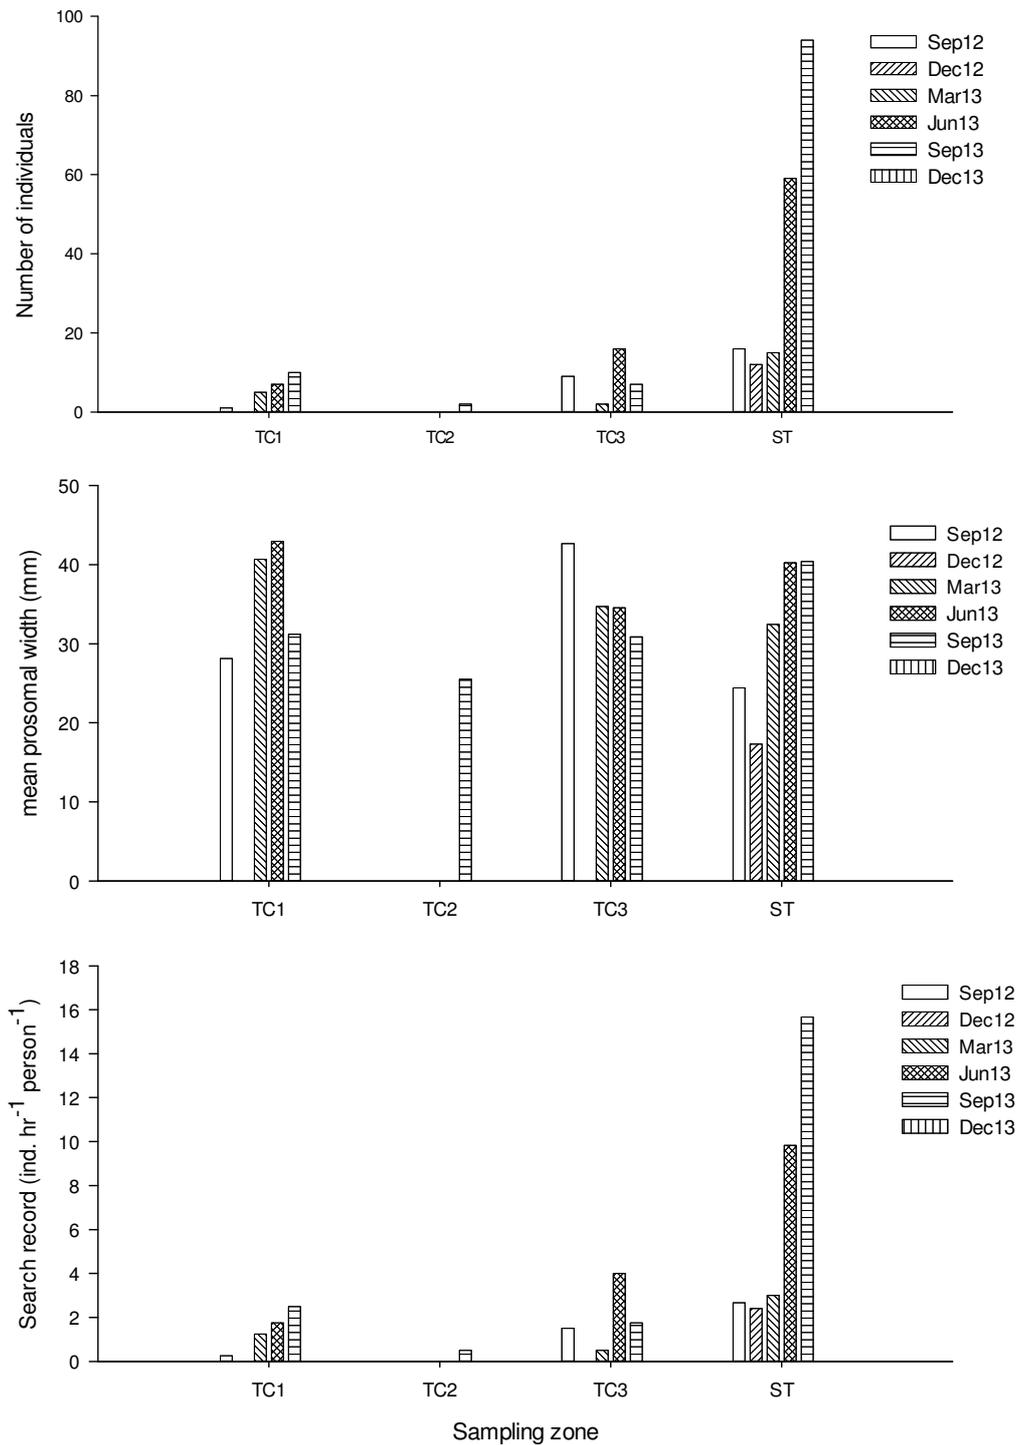 Number of individuals
100
80
60
40
20
0
TC1 TC2 TC3 ST
Sep12
Dec12
Mar13
Jun13
Sep13
Dec13
mean prosomal width (mm)
50
40
30
20
10
0
TC1 TC2 TC3 ST
Sep12
Dec12
Mar13
Jun13
Sep13
Dec13
Search record (ind. hr⁻¹ person⁻¹)
18
16
14
12
10
8
6
4
2
0
TC1 TC2 TC3 ST
Sep12
Dec12
Mar13
Jun13
Sep13
Dec13
Sampling zone